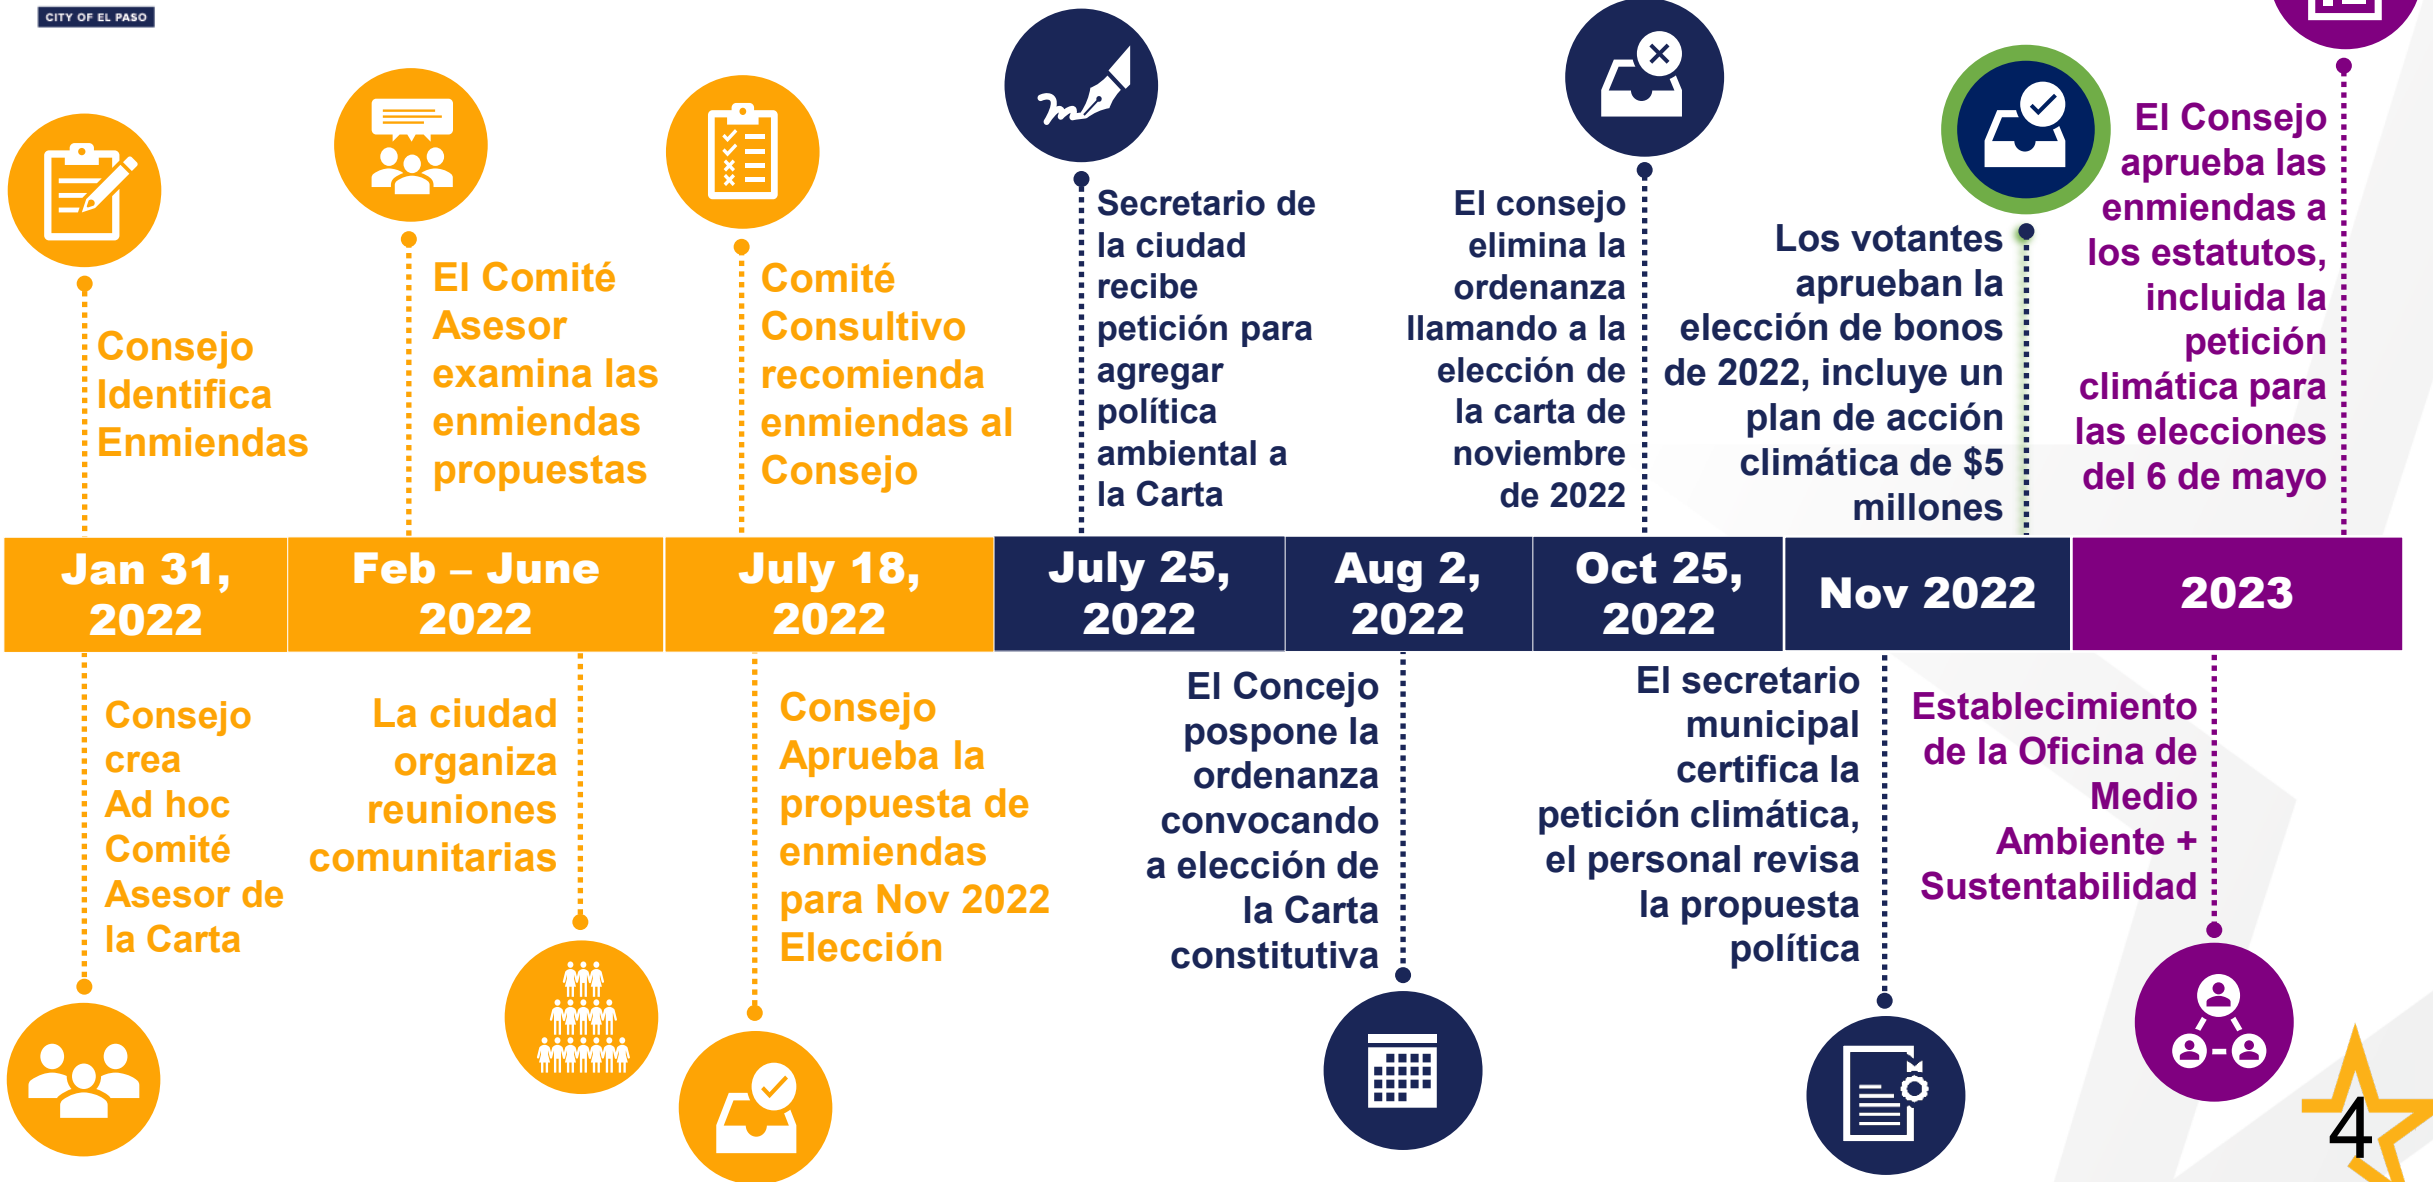 CITY OF EL PASO
Consejo
Identifica
Enmiendas
El Comité
Asesor
examina las
enmiendas
propuestas
Comité
Consultivo
recomienda
enmiendas al
Consejo
Secretario de
la ciudad
recibe
petición para
agregar
política
ambiental a
la Carta
El consejo
elimina la
ordenanza
llamando a la
elección de
la carta de
noviembre
de 2022
Los votantes
aprueban la
elección de bonos
de 2022, incluye un
plan de acción
climática de $5
millones
El Consejo
aprueba las
enmiendas a
los estatutos,
incluida la
petición
climática para
las elecciones
del 6 de mayo
Jan 31,
2022
Feb – June
2022
July 18,
2022
July 25,
2022
Aug 2,
2022
Oct 25,
2022
Nov 2022
2023
Consejo
crea
Ad hoc
Comité
Asesor de
la Carta
La ciudad
organiza
reuniones
comunitarias
Consejo
Aprueba la
propuesta de
enmiendas
para Nov 2022
Elección
El Concejo
pospone la
ordenanza
convocando
a elección de
la Carta
constitutiva
El secretario
municipal
certifica la
petición climática,
el personal revisa
la propuesta
política
Establecimiento
de la Oficina de
Medio
Ambiente +
Sustentabilidad
4